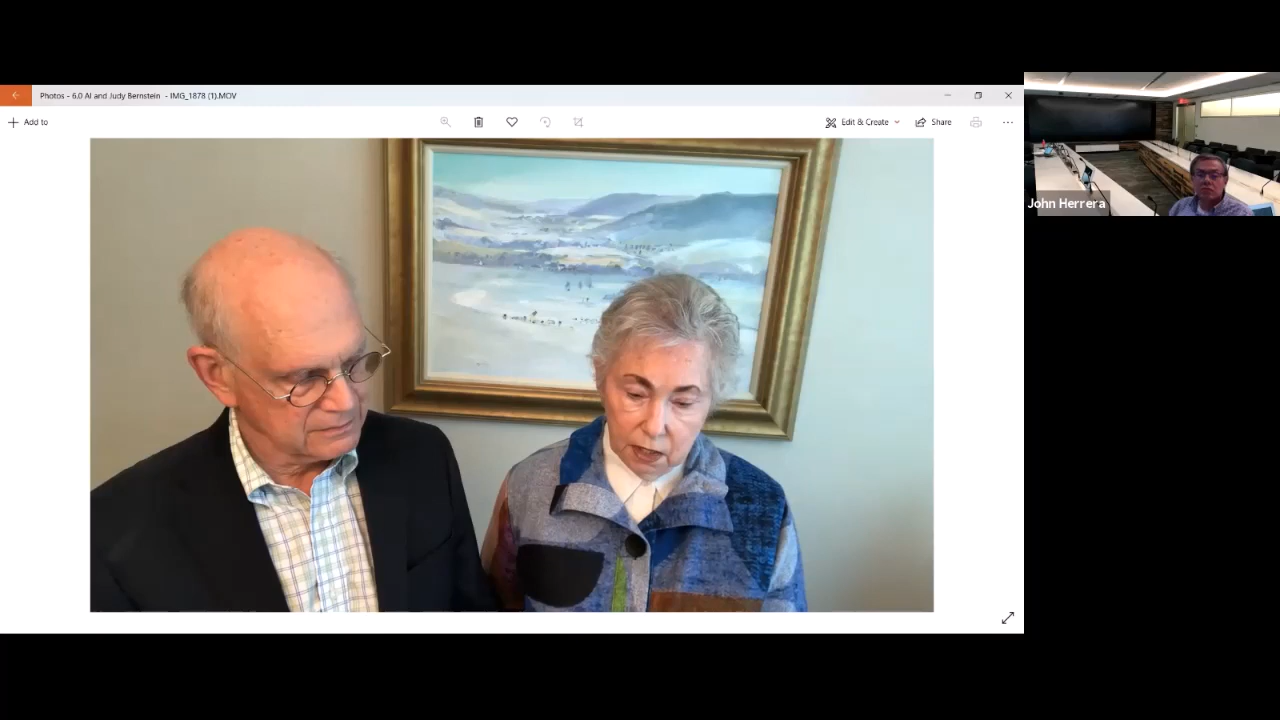 Photos - 6.0 Al and Judy Bernstein - IMG_1878 (1).MOV
Add to
Edit & Create
Share
John Herrera